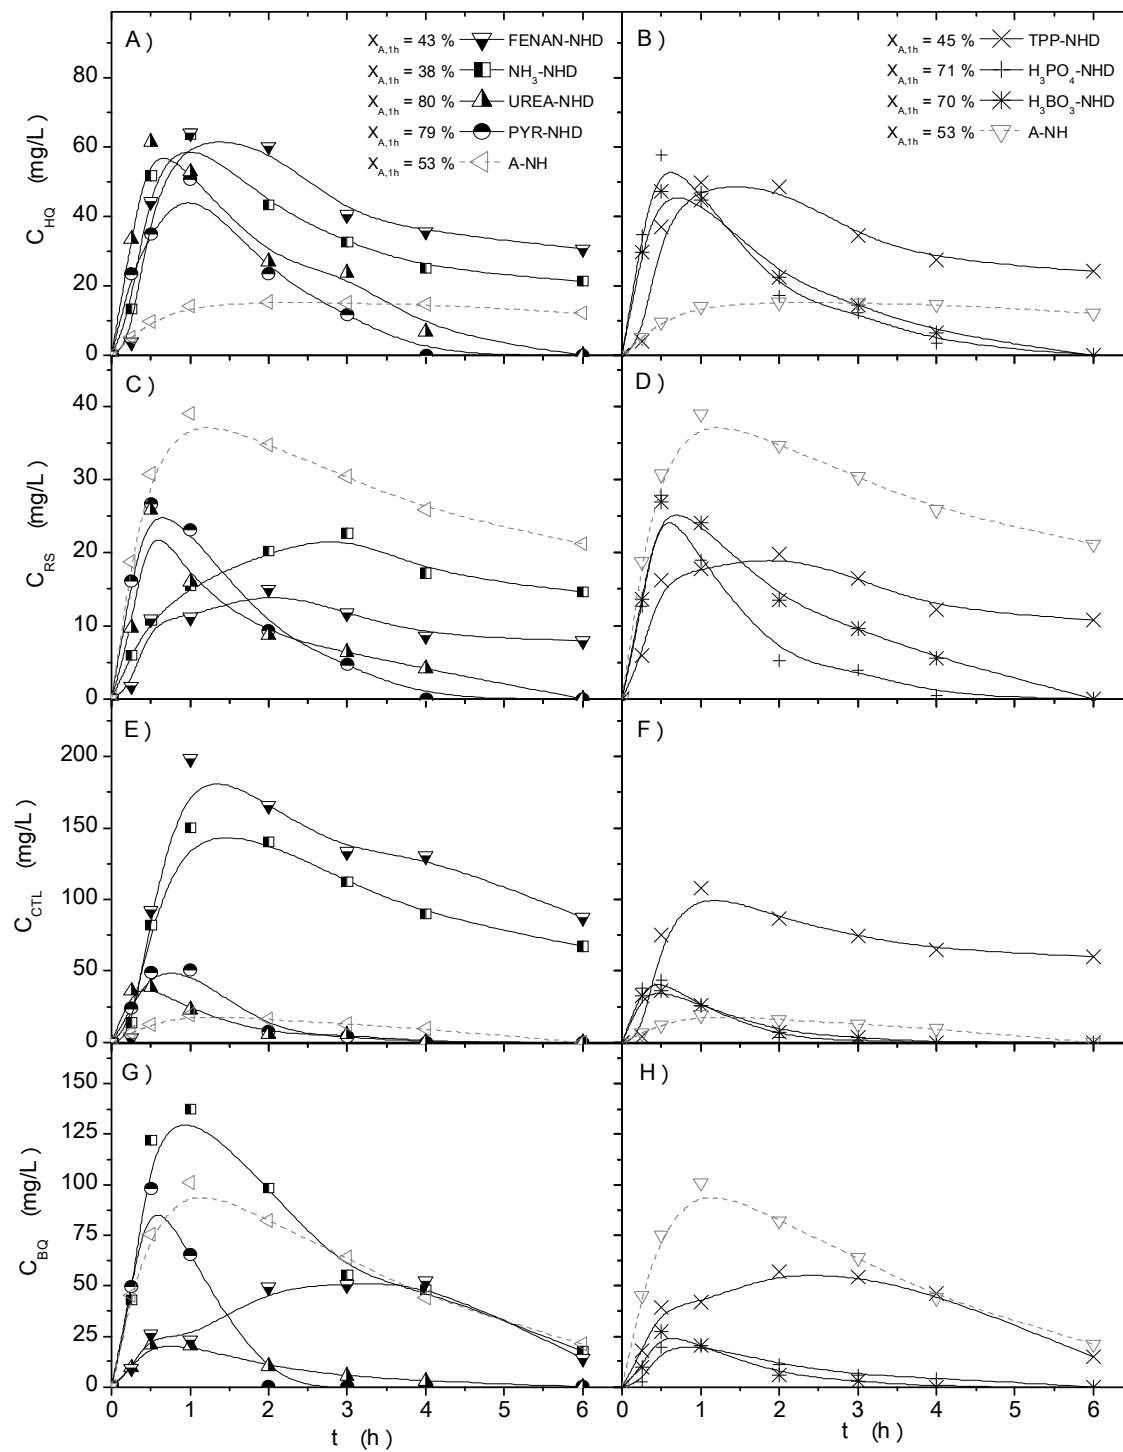 A )
X_A,1h = 43 % FENAN-NHD
X_A,1h = 38 % NH₃-NHD
X_A,1h = 80 % UREA-NHD
X_A,1h = 79 % PYR-NHD
X_A,1h = 53 % A-NH
B )
X_A,1h = 45 % TPP-NHD
X_A,1h = 71 % H₃PO₄-NHD
X_A,1h = 70 % H₃BO₃-NHD
X_A,1h = 53 % A-NH
C_HQ (mg/L)
80
60
40
20
0
C )
D )
C_RS (mg/L)
40
30
20
10
0
E )
F )
C_CTL (mg/L)
200
150
100
50
0
G )
H )
C_BQ (mg/L)
150
125
100
75
50
25
0
0 1 2 3 4 5 6
0 1 2 3 4 5 6
t (h)
t (h)